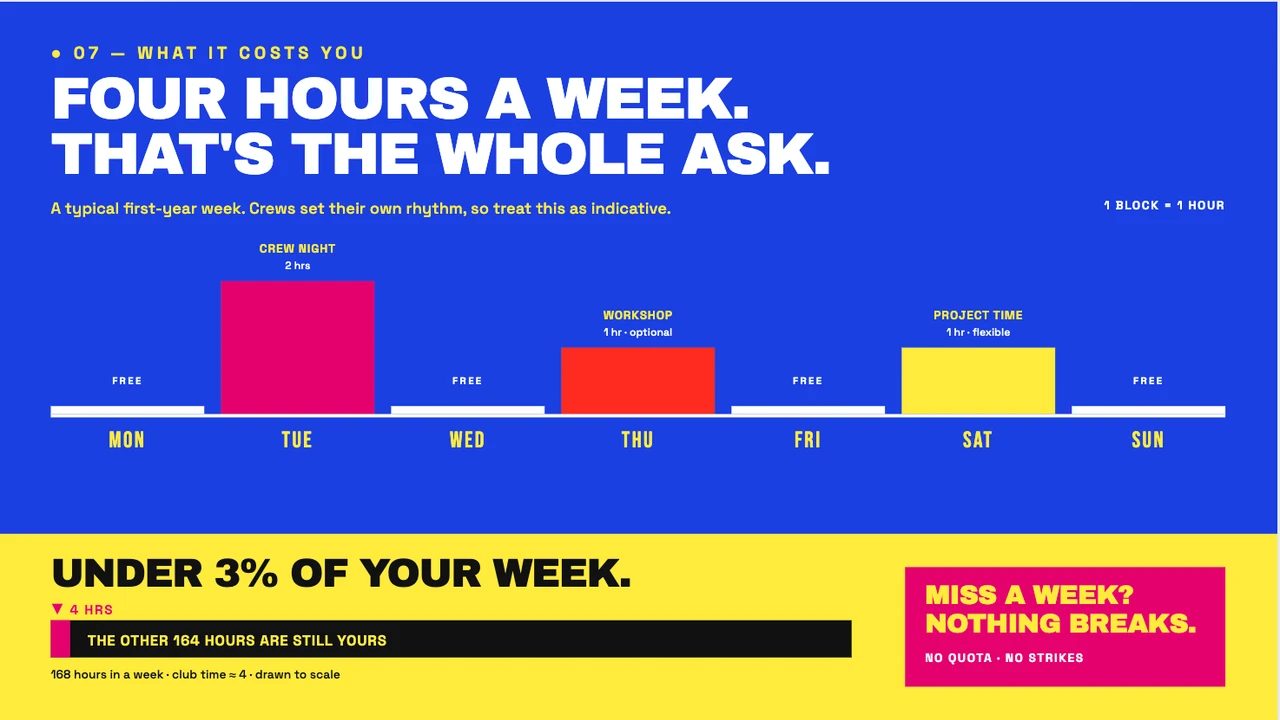 ● 07 — WHAT IT COSTS YOU
FOUR HOURS A WEEK.
THAT'S THE WHOLE ASK.
A typical first-year week. Crews set their own rhythm, so treat this as indicative.
1 BLOCK = 1 HOUR
CREW NIGHT
2 hrs
WORKSHOP
1 hr · optional
PROJECT TIME
1 hr · flexible
FREE
FREE
FREE
FREE
MON
TUE
WED
THU
FRI
SAT
SUN
UNDER 3% OF YOUR WEEK.
▼ 4 HRS
THE OTHER 164 HOURS ARE STILL YOURS
168 hours in a week · club time ≈ 4 · drawn to scale
MISS A WEEK?
NOTHING BREAKS.
NO QUOTA · NO STRIKES